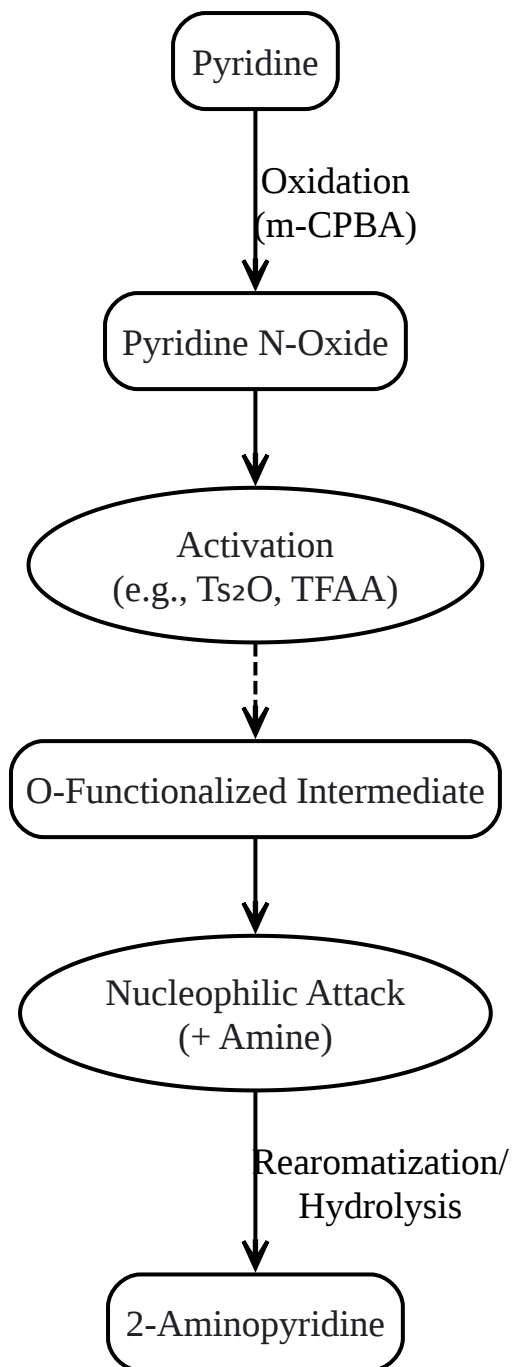 Pyridine
Oxidation
(m-CPBA)
Pyridine N-Oxide
Activation
(e.g., Ts₂O, TFAA)
O-Functionalized Intermediate
Nucleophilic Attack
(+ Amine)
Rearomatization/
Hydrolysis
2-Aminopyridine